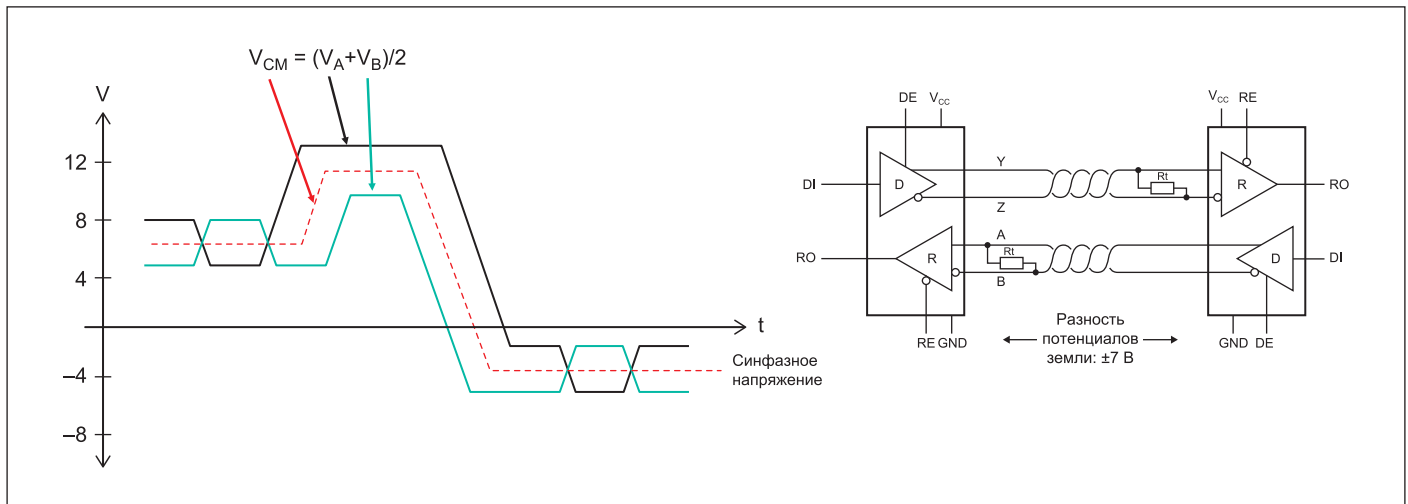 V_CM = (V_A+V_B)/2
V
12
8
4
–4
–8
t
Синфазное
напряжение
DE
V_CC
V_CC
RE
DI
D
Y
Z
Rt
R
RO
RO
R
A
B
Rt
D
DI
RE
GND
Разность
потенциалов
земли: ±7 В
GND
DE